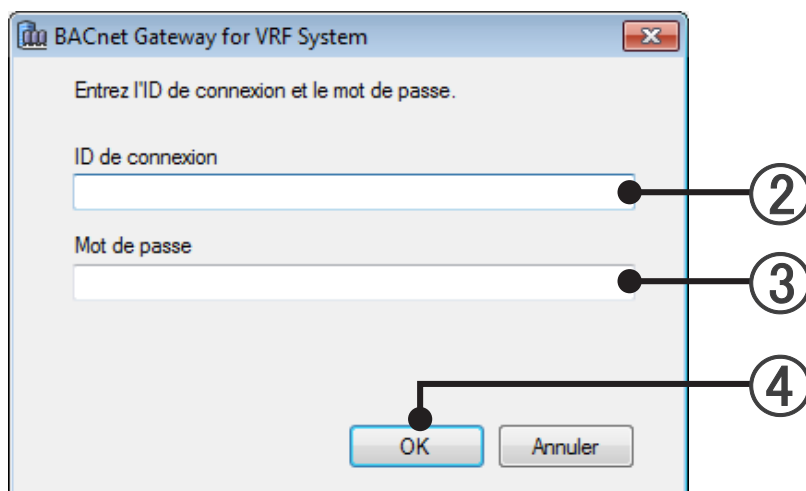 BACnet Gateway for VRF System
Entrez l'ID de connexion et le mot de passe.
ID de connexion
②
Mot de passe
③
④
OK Annuler